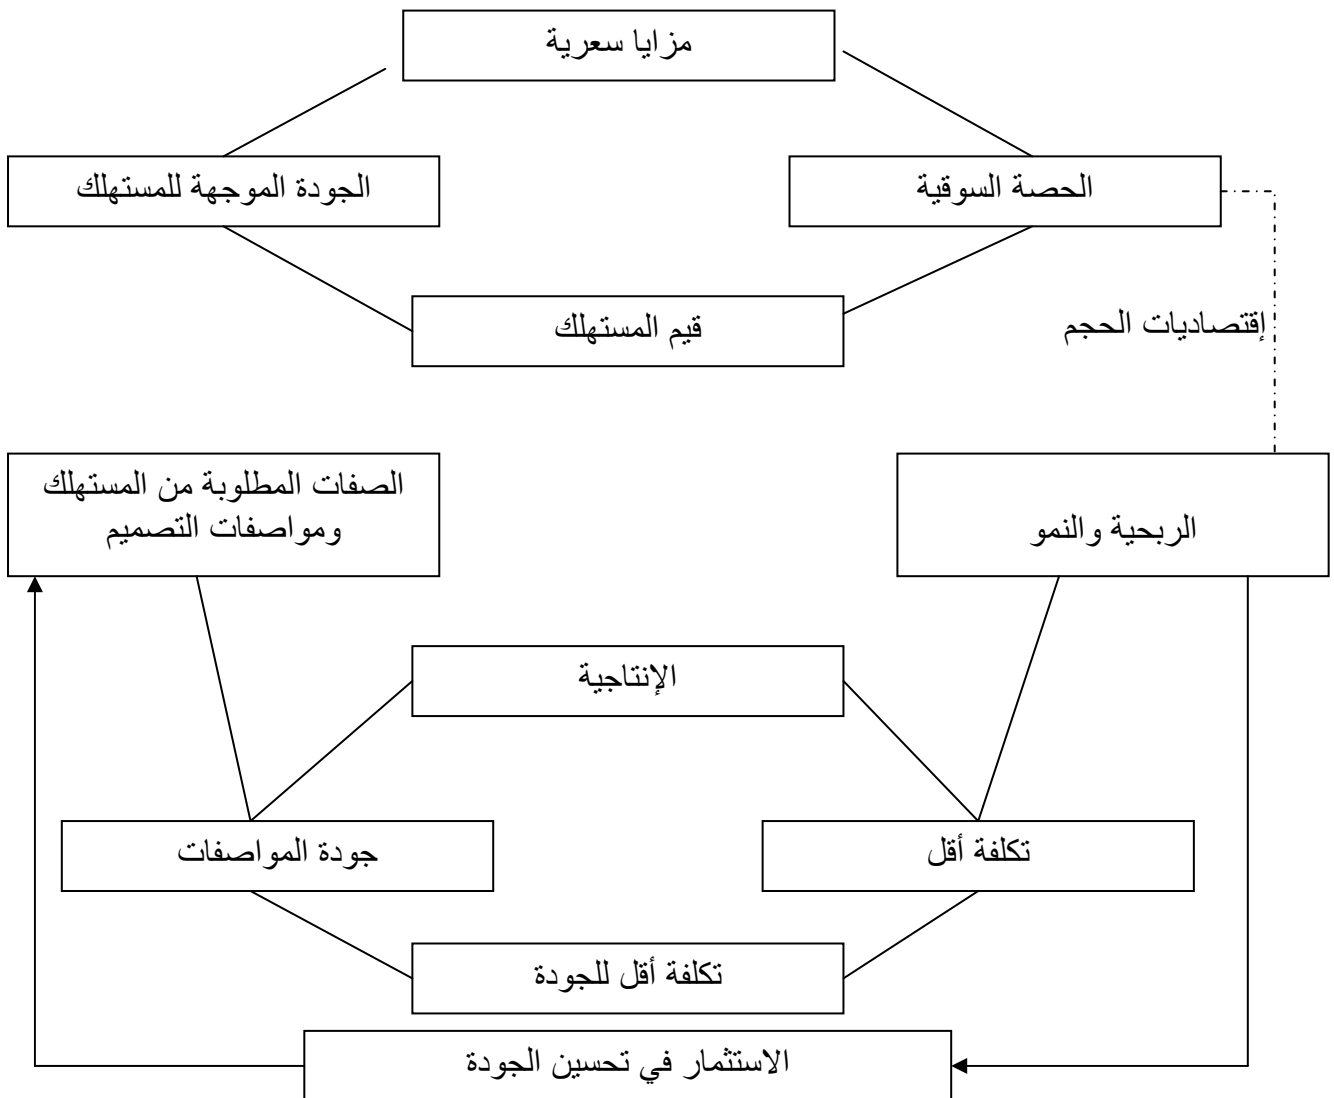 مزايا سعرية
الحصة السوقية
الجودة الموجهة للمستهلك
قيم المستهلك
إقتصاديات الحجم
الربحية والنمو
الصفات المطلوبة من المستهلك
ومواصفات التصميم
الإنتاجية
تكلفة أقل
جودة المواصفات
تكلفة أقل للجودة
الاستثمار في تحسين الجودة